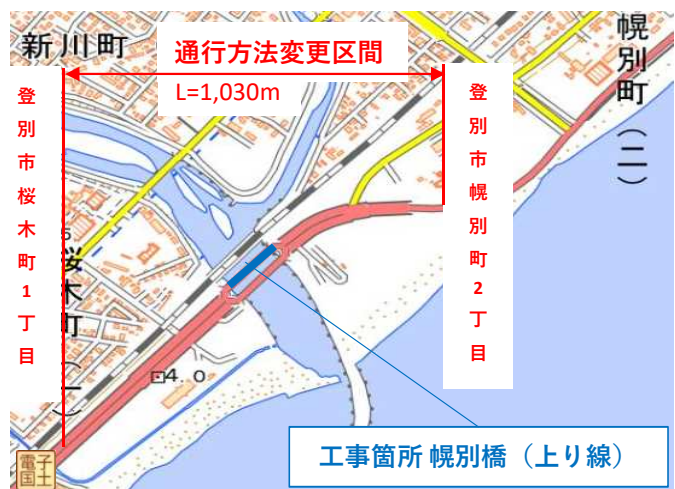 新川町
通行方法変更区間
L=1,030m
幌別町(二)
登別市桜木町1丁目
登別市幌別町2丁目
桜木町(一)
4.0
工事箇所 幌別橋(上り線)
電子国土